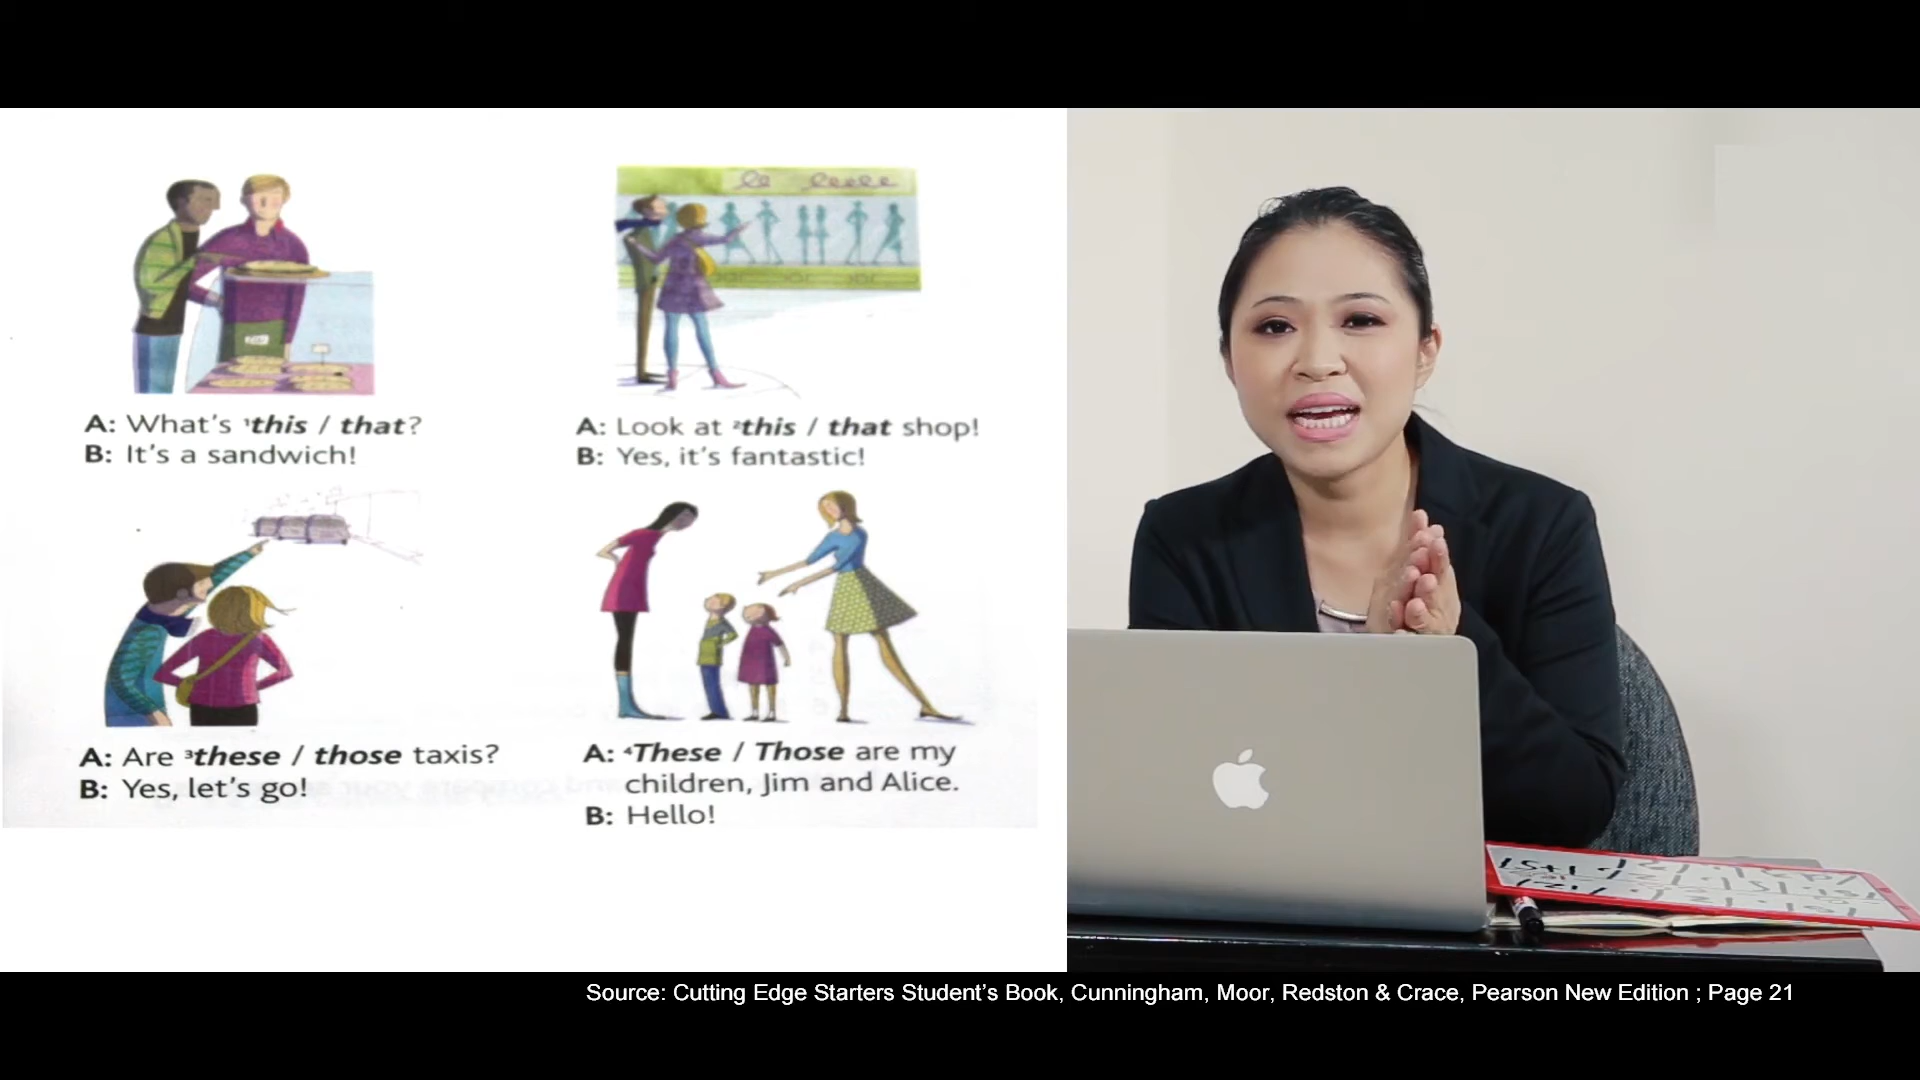 A: What's ¹this / that?
B: It's a sandwich!
A: Look at ²this / that shop!
B: Yes, it's fantastic!
A: Are ³these / those taxis?
B: Yes, let's go!
A: ⁴These / Those are my
children, Jim and Alice.
B: Hello!
Source: Cutting Edge Starters Student's Book, Cunningham, Moor, Redston & Crace, Pearson New Edition ; Page 21